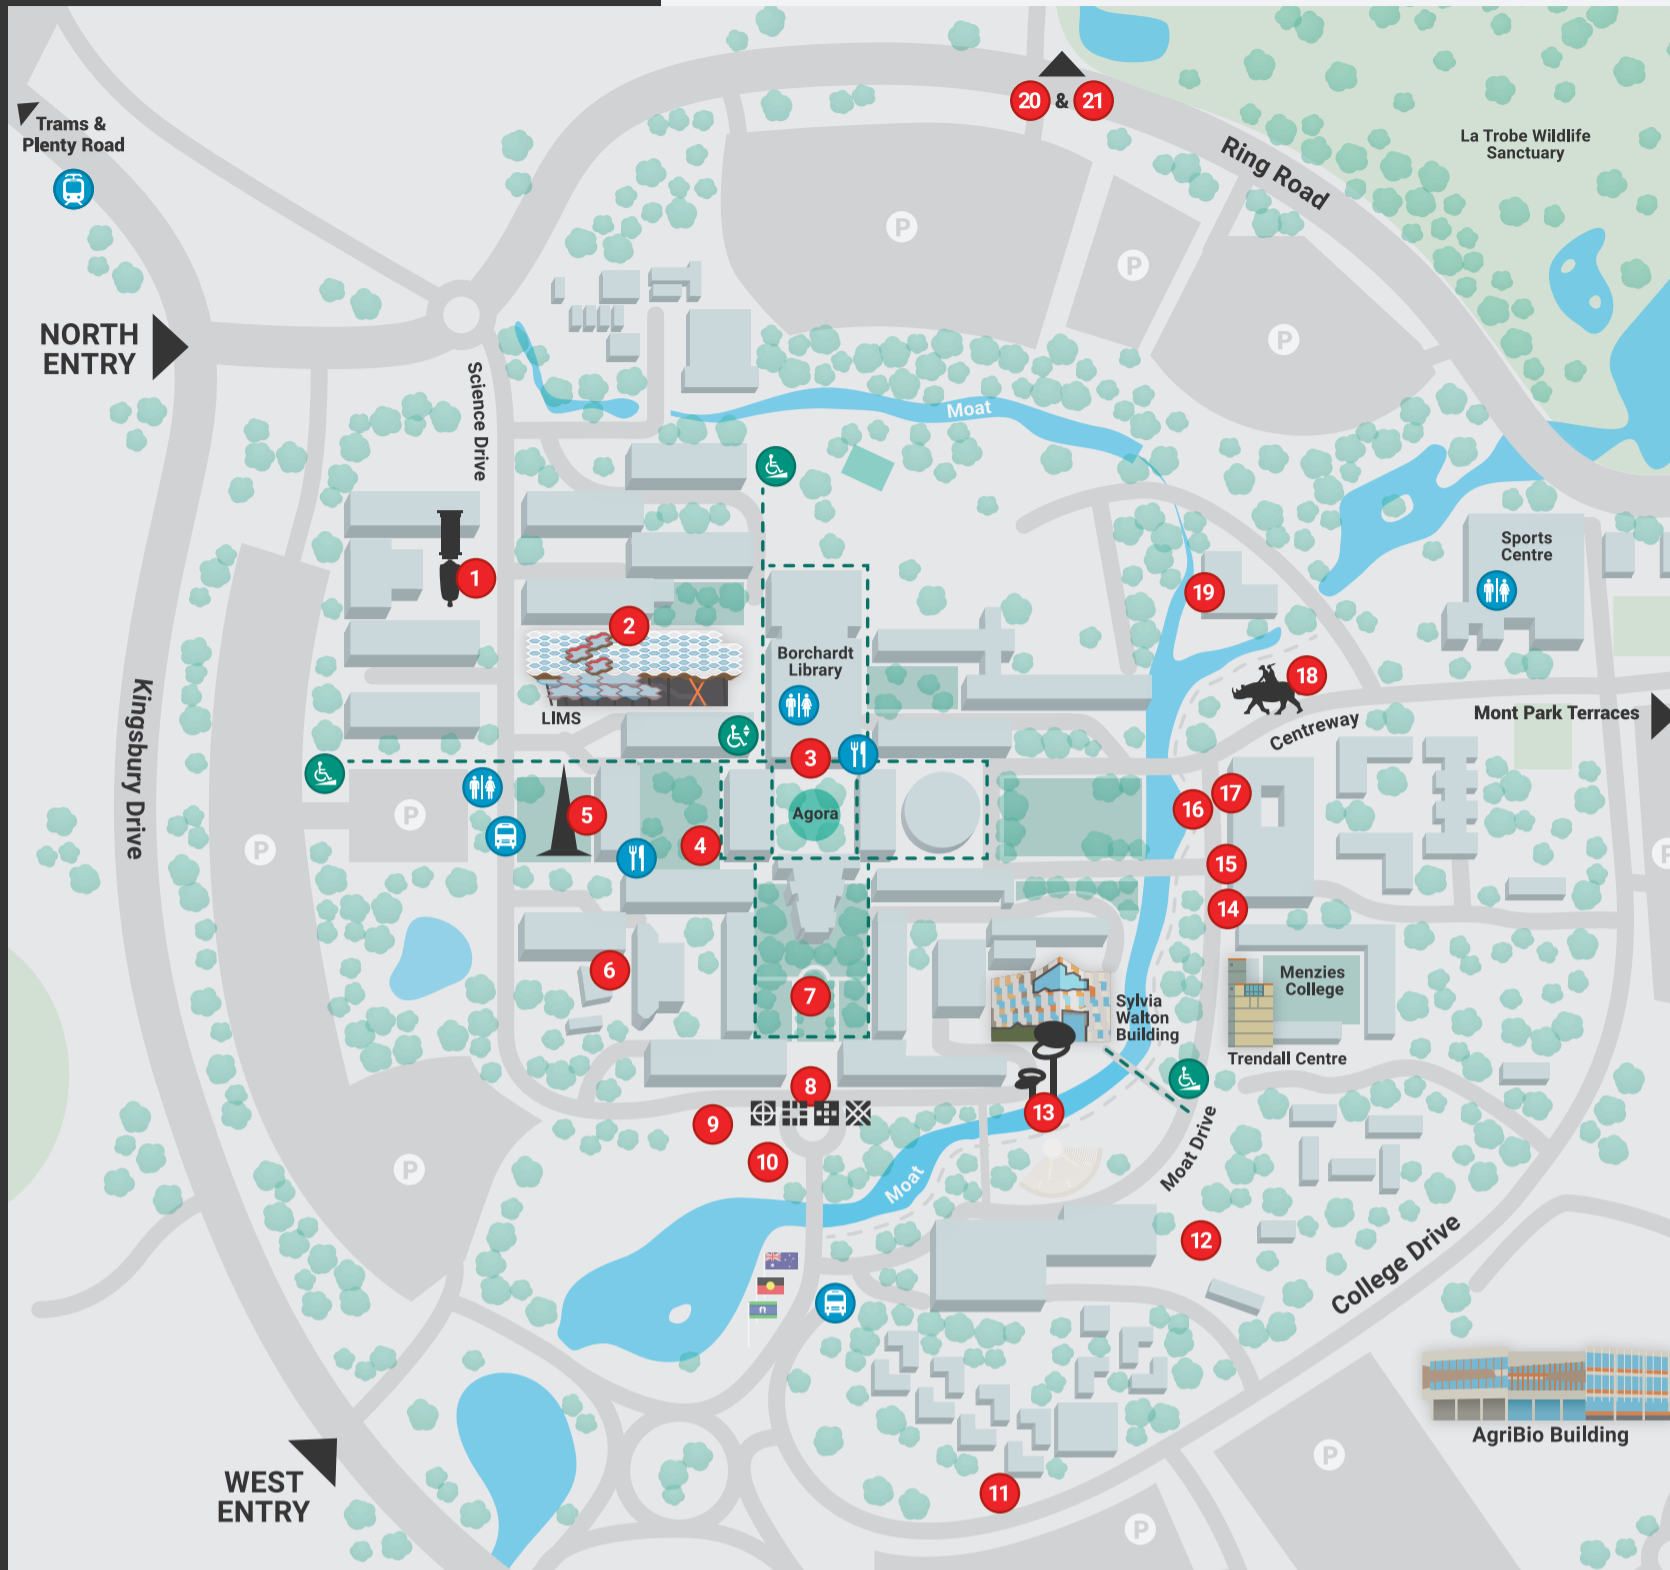 20 & 21
Trams &
Plenty Road
La Trobe Wildlife
Sanctuary
Ring Road
P
P
NORTH
ENTRY
P
Science Drive
Moat
Sports
Centre
1
19
2
Borchardt
Library
18
LIMS
Mont Park Terraces
Centreway
Kingsbury Drive
3
17
16
P
5
Agora
4
P
P
15
14
6
Menzies
College
7
Sylvia
Walton
Building
Trendall Centre
8
13
9
Moat Drive
10
P
Moat
12
College Drive
AgriBio Building
P
WEST
ENTRY
11
P